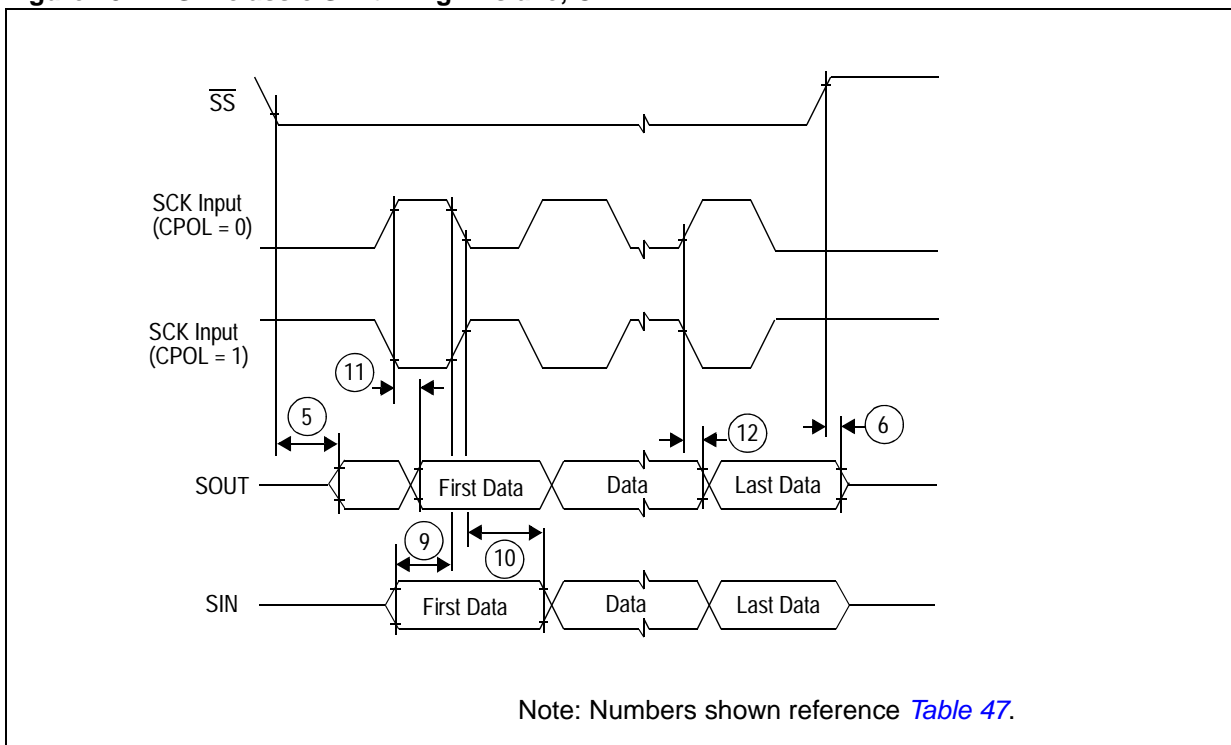 SS
SCK Input
(CPOL = 0)
SCK Input
(CPOL = 1)
11
5
12
6
SOUT
First Data
Data
Last Data
9
10
SIN
First Data
Data
Last Data
Note: Numbers shown reference Table 47.